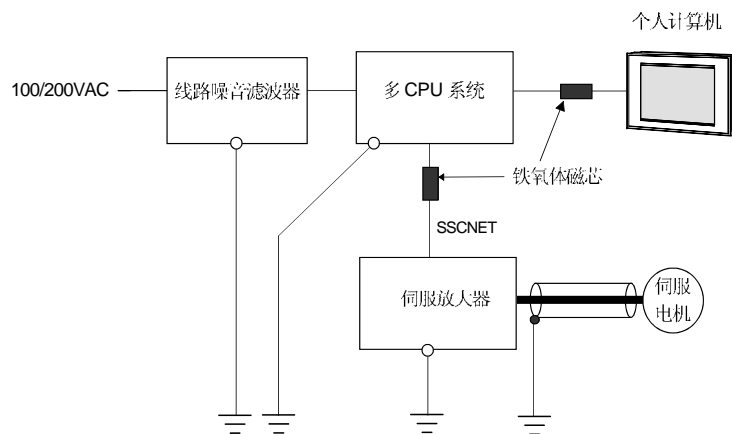 个人计算机
100/200VAC
线路噪音滤波器
多 CPU 系统
铁氧体磁芯
SSCNET
伺服放大器
伺服
电机